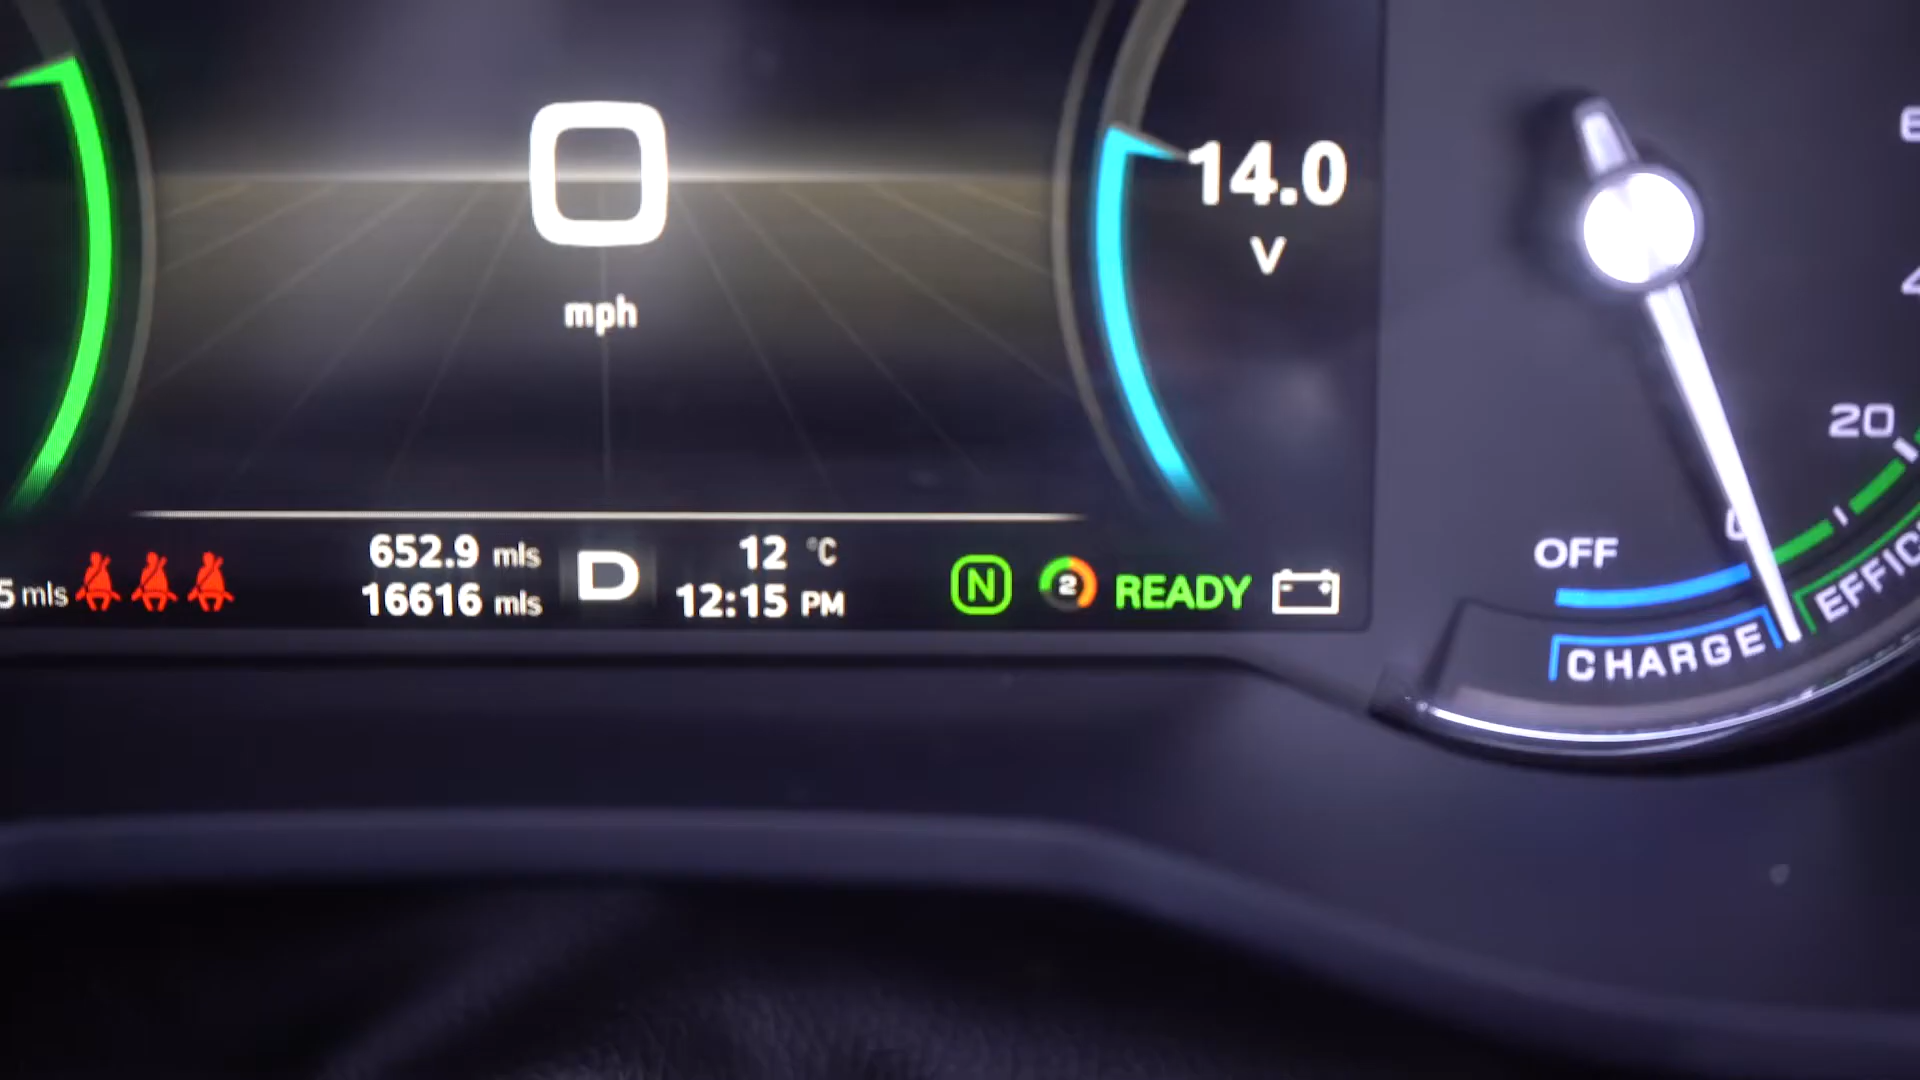 0
mph
14.0
V
5 mls
652.9 mls
16616 mls
D
12 °C
12:15 PM
N
2
READY
20
OFF
CHARGE